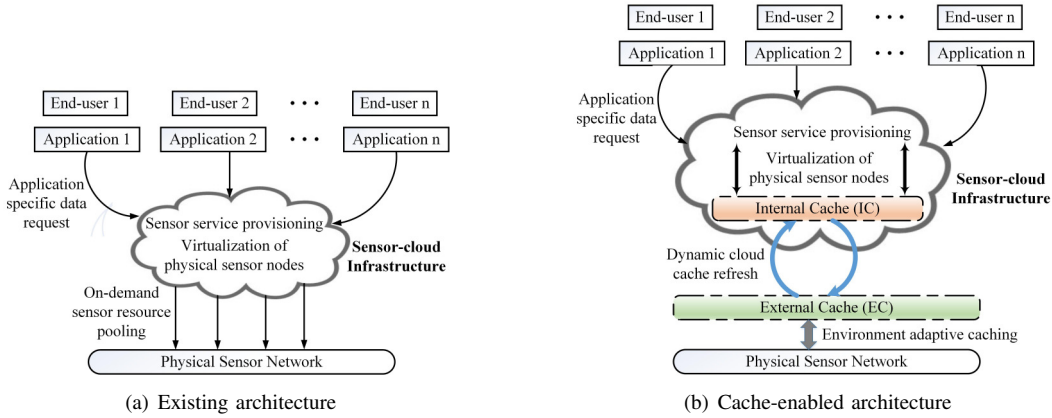 End-user 1
End-user 2
• • •
End-user n
Application 1
Application 2
• • •
Application n
Application
specific data
request
Sensor service provisioning
Virtualization of
physical sensor nodes
Sensor-cloud
Infrastructure
On-demand
sensor resource
pooling
Physical Sensor Network
(a) Existing architecture
End-user 1
End-user 2
• • •
End-user n
Application 1
Application 2
• • •
Application n
Application
specific data
request
Sensor service provisioning
Virtualization of
physical sensor nodes
Sensor-cloud
Infrastructure
Internal Cache (IC)
Dynamic cloud
cache refresh
External Cache (EC)
Environment adaptive caching
Physical Sensor Network
(b) Cache-enabled architecture